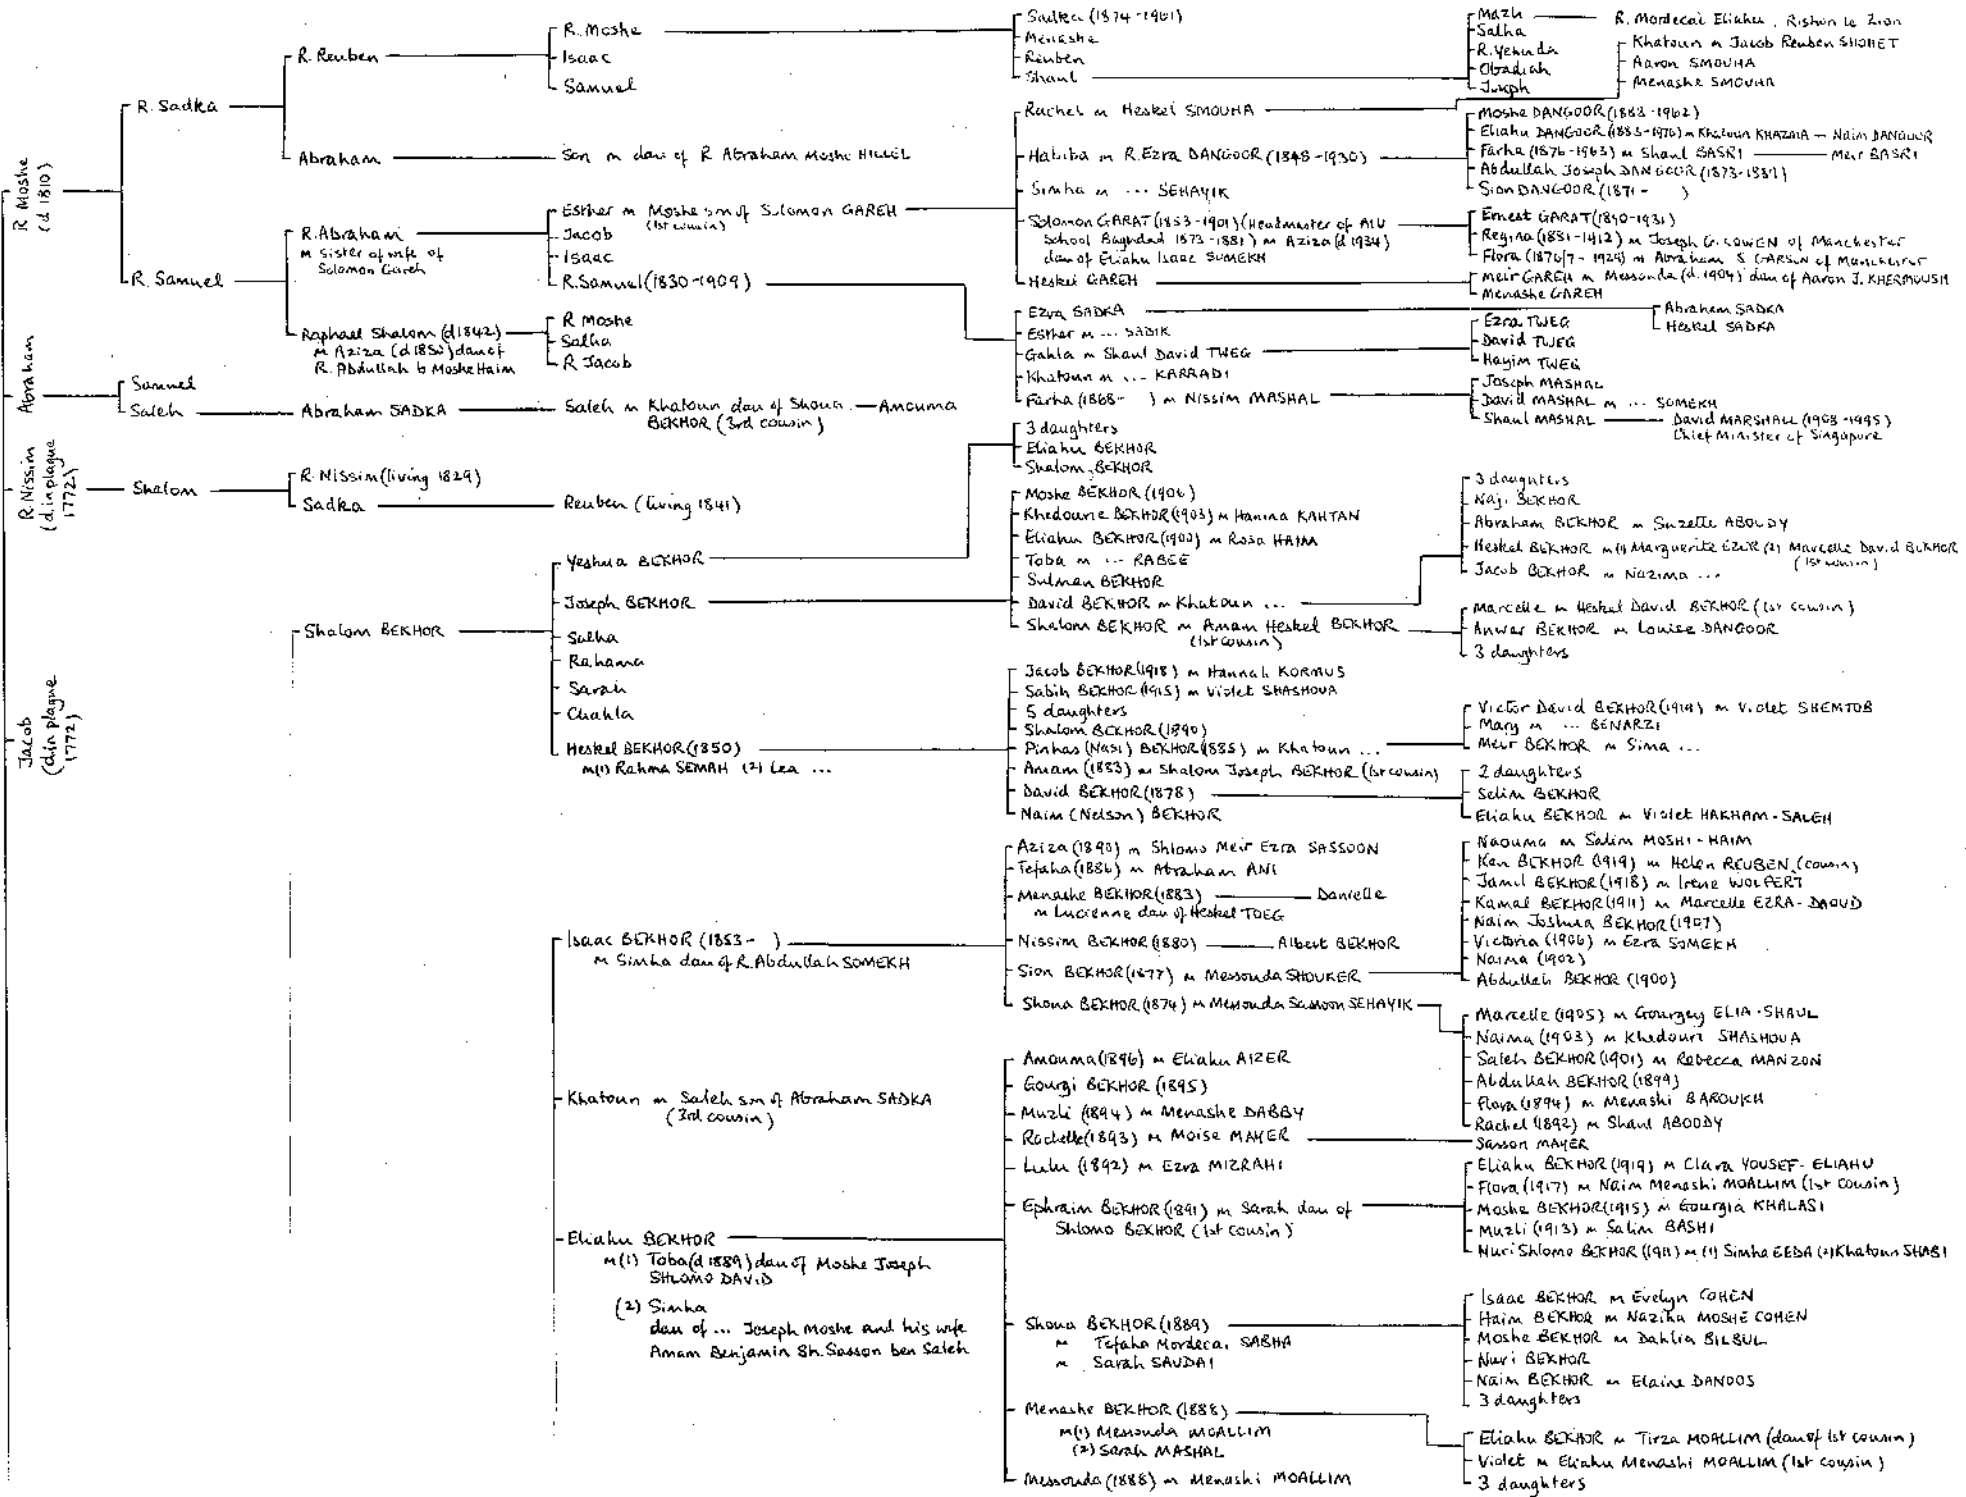 R Moshe
(d 1810)
R. Sadka
R. Reuben
R. Moshe
Isaac
Samuel
Sadka (1874-1961)
Menashe
Reuben
Shaul
Mazli
R. Mordecai Eliahu, Rishon le Zion
Salha
R. Yehuda
Obadiah
Joseph
Abraham
Son m dau of R Abraham Moshe HILLEL
R. Samuel
R. Abraham
m sister of wife of
Solomon Gareh
Esther m Moshe son of Solomon GAREH
(1st cousin)
Jacob
Isaac
R. Samuel (1830-1909)
Rachel m Heskel SMOUHA
Khatoun m Jacob Reuben SHOHET
Aaron SMOUHA
Menashe SMOUHA
Habiba m R. Ezra DANGOOR (1848-1930)
Moshe DANGOOR (1883-1962)
Eliahu DANGOOR (1883-1976) m Khatoun KHAZMA
Naim DANGOOR
Farha (1876-1963) m Shaul BASRI
Meir BASRI
Abdullah Joseph DANGOOR (1873-1937)
Sion DANGOOR (1871- )
Simha m ... SEHAYIK
Solomon GARAT (1853-1901) (Headmaster of AIU
School Baghdad 1873-1881) m Aziza (d 1934)
dau of Eliahu Isaac SOMEKH
Ernest GARAT (1890-1931)
Regina (1881-1912) m Joseph G. COWEN of Manchester
Flora (1876/7-1929) m Abraham S GARSON of Manchester
Heskel GAREH
Meir GAREH m Messouda (d. 1904) dau of Aaron J. KHERMOUSH
Menashe GAREH
Raphael Shalom (d 1842)
m Aziza (d 1850) dau of
R. Abdullah b Moshe Haim
R Moshe
Salha
R Jacob
Ezra SADKA
Abraham SADKA
Heskel SADKA
Esther m ... SADIK
Gahla m Shaul David TWEG
Ezra TWEG
David TWEG
Hayim TWEG
Khatoun m ... KARRADI
Farha (1868- ) m Nissim MASHAL
Joseph MASHAL
David MASHAL m ... SOMEKH
Shaul MASHAL
David MARSHALL (1908-1995)
Chief Minister of Singapore
Abraham
Samuel
Saleh
Abraham SADKA
Saleh m Khatoun dau of Shoua
BEKHOR (3rd cousin)
Amouma
R. Nissim
(d. in plague
1772)
Shalom
R. Nissim (living 1829)
Sadka
Reuben (living 1841)
Jacob
(d in plague
1772)
Shalom BEKHOR
Yeshua BEKHOR
3 daughters
Eliahu BEKHOR
Shalom BEKHOR
Joseph BEKHOR
Moshe BEKHOR (1906)
Khedourie BEKHOR (1903) m Hanina KAHTAN
Eliahu BEKHOR (1900) m Rosa HAIM
Toba m ... RABEE
Sulman BEKHOR
David BEKHOR m Khatoun ...
3 daughters
Naji BEKHOR
Abraham BEKHOR m Suzette ABOUDY
Heskel BEKHOR m (1) Marguerite EZER (2) Marcelle David BEKHOR
(1st cousin)
Jacob BEKHOR m Nazima ...
Shalom BEKHOR m Amam Heskel BEKHOR
(1st cousin)
Marcelle m Heskel David BEKHOR (1st cousin)
Anwar BEKHOR m Louise DANGOOR
3 daughters
Salha
Rahama
Sarah
Chahla
Heskel BEKHOR (1850)
m (1) Rahma SEMAH (2) Lea ...
Jacob BEKHOR (1918) m Hannah KORMUS
Sabih BEKHOR (1915) m Violet SHASHOUA
5 daughters
Shalom BEKHOR (1890)
Pinhas (Nasi) BEKHOR (1885) m Khatoun ...
Victor David BEKHOR (1914) m Violet SHEMTOB
Mary m ... BENARZI
Meir BEKHOR m Sima ...
Amam (1883) m Shalom Joseph BEKHOR (1st cousin)
David BEKHOR (1878)
2 daughters
Selim BEKHOR
Eliahu BEKHOR m Violet HAKHAM-SALEH
Naim (Nelson) BEKHOR
Isaac BEKHOR (1853- )
m Simha dau of R. Abdullah SOMEKH
Aziza (1890) m Shlomo Meir Ezra SASSOON
Tefaha (1886) m Abraham ANI
Menashe BEKHOR (1883)
m Lucienne dau of Heskel TOEG
Danielle
Nissim BEKHOR (1880)
Albert BEKHOR
Sion BEKHOR (1877) m Messouda SHOUKER
Naouma m Salim MOSHI-HAIM
Ken BEKHOR (1919) m Helen REUBEN (cousin)
Jamil BEKHOR (1918) m Irene WOLFERT
Kamal BEKHOR (1911) m Marcelle EZRA-DAOUD
Naim Joshua BEKHOR (1907)
Victoria (1906) m Ezra SOMEKH
Naima (1902)
Abdullah BEKHOR (1900)
Shoua BEKHOR (1874) m Messouda Sassoon SEHAYIK
Marcelle (1905) m Gourgey ELIA-SHAUL
Naima (1903) m Khedouri SHASHOUA
Saleh BEKHOR (1901) m Rebecca MANZON
Abdullah BEKHOR (1899)
Flora (1894) m Menashi BAROUKH
Rachel (1892) m Shaul ABOODY
Khatoun m Saleh son of Abraham SADKA
(3rd cousin)
Eliahu BEKHOR
m (1) Toba (d 1889) dau of Moshe Joseph
SHLOMO DAVID
(2) Simha
dau of ... Joseph Moshe and his wife
Amam Benjamin Sh. Sasson ben Saleh
Amouma (1896) m Eliahu AIZER
Gourgi BEKHOR (1895)
Muzli (1894) m Menashe DABBY
Rachelle (1893) m Moise MAYER
Sasson MAYER
Lulu (1892) m Ezra MIZRAHI
Ephraim BEKHOR (1891) m Sarah dau of
Shlomo BEKHOR (1st cousin)
Eliahu BEKHOR (1919) m Clara YOUSEF-ELIAHU
Flora (1917) m Naim Menashi MOALLIM (1st cousin)
Moshe BEKHOR (1915) m Gourgia KHALASI
Muzli (1913) m Salim BASHI
Nuri Shlomo BEKHOR (1911) m (1) Simha EEDA (2) Khatoun SHABI
Shoua BEKHOR (1889)
m Tefaha Mordecai SABHA
m Sarah SAUDAI
Isaac BEKHOR m Evelyn COHEN
Haim BEKHOR m Naziha MOSHE COHEN
Moshe BEKHOR m Dahlia BILBUL
Nuri BEKHOR
Naim BEKHOR m Elaine DANOOS
3 daughters
Menashe BEKHOR (1888)
m (1) Messouda MOALLIM
(2) Sarah MASHAL
Eliahu BEKHOR m Tirza MOALLIM (dau of 1st cousin)
Violet m Eliahu Menashi MOALLIM (1st cousin)
3 daughters
Messouda (1888) m Menashi MOALLIM